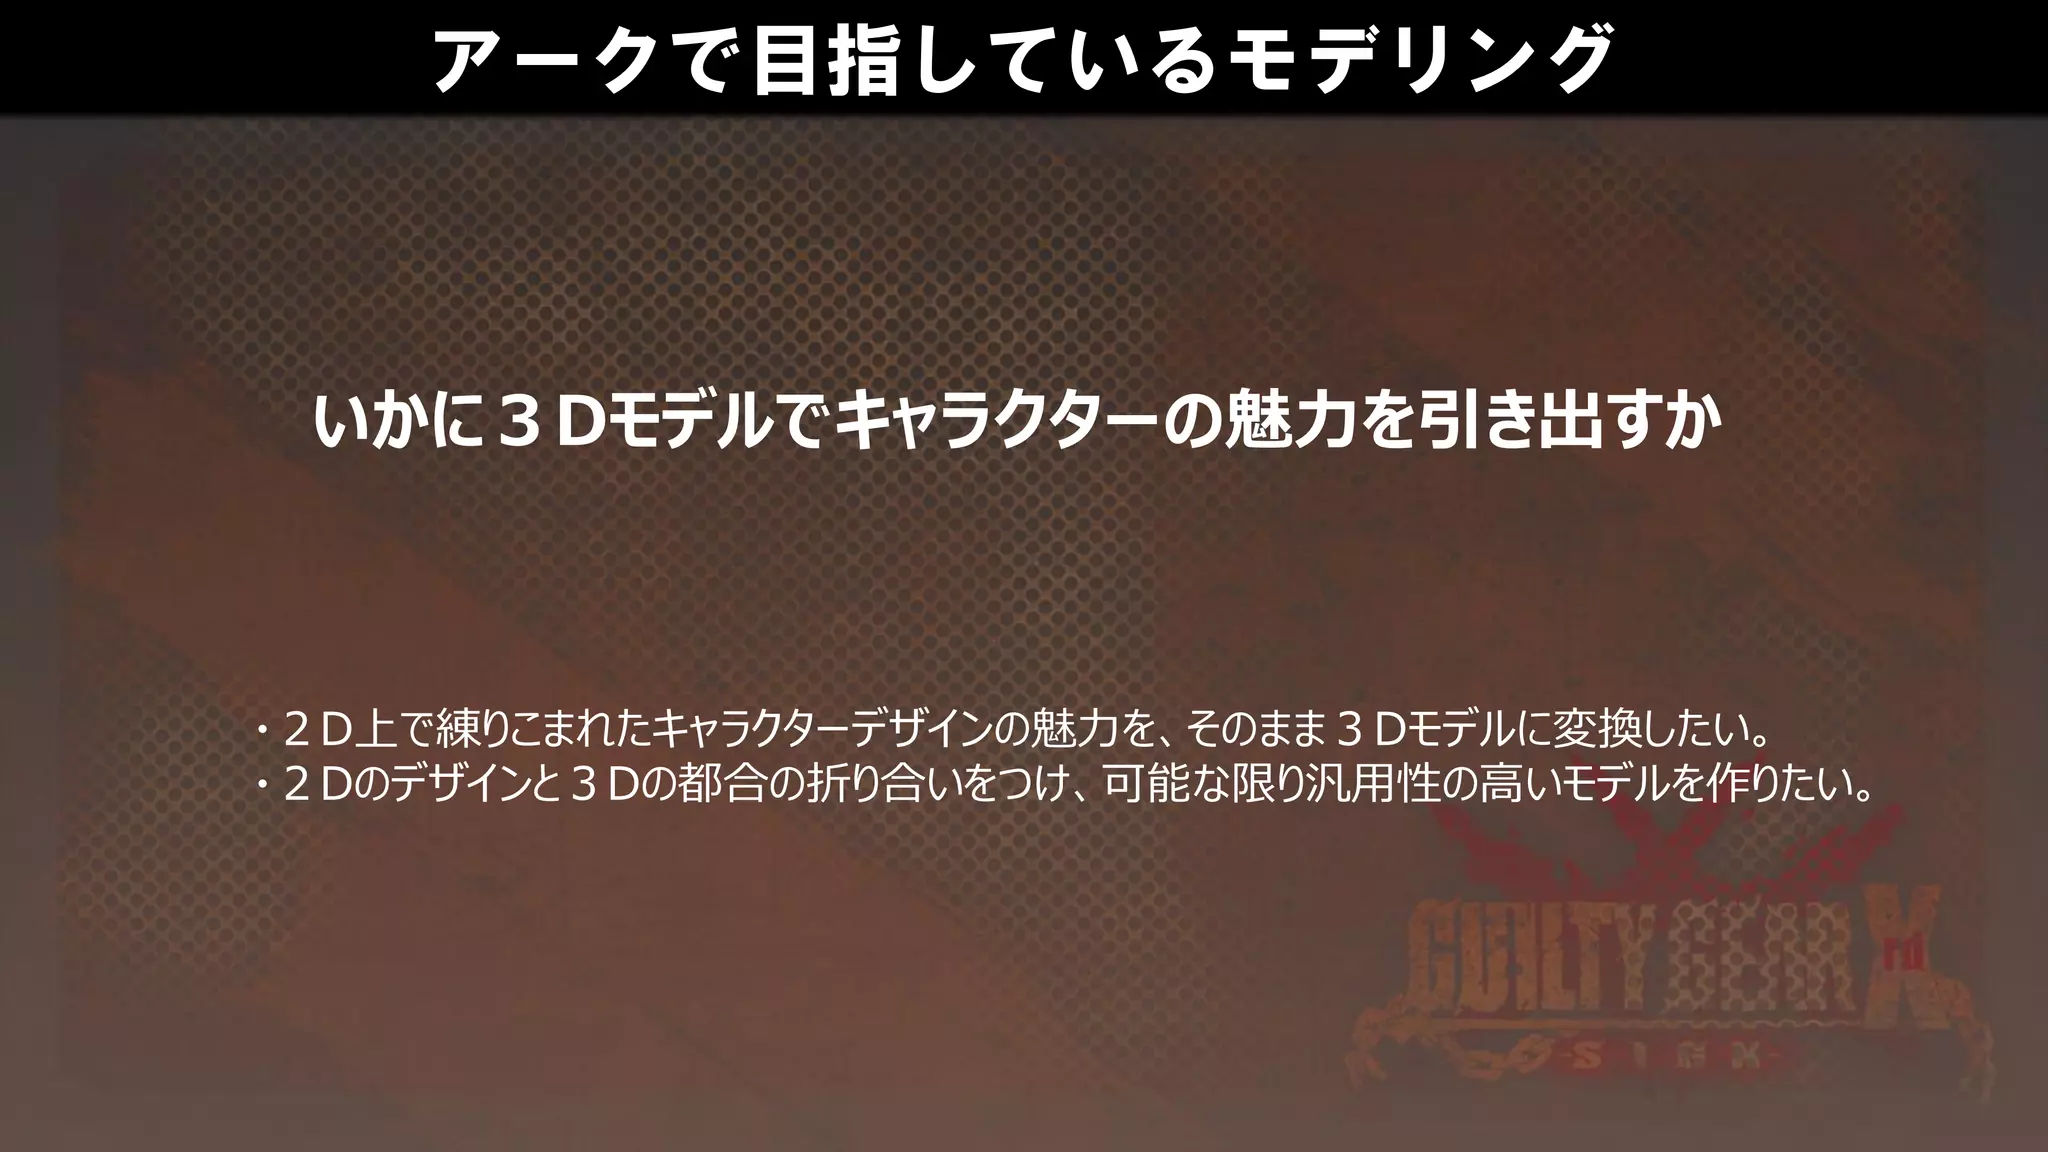 アークで目指しているモデリング
いかに３Dモデルでキャラクターの魅力を引き出すか
・２D上で練りこまれたキャラクターデザインの魅力を、そのまま３Dモデルに変換したい。
・２Dのデザインと３Dの都合の折り合いをつけ、可能な限り汎用性の高いモデルを作りたい。
GUILTY GEAR Xrd
-SIGN-